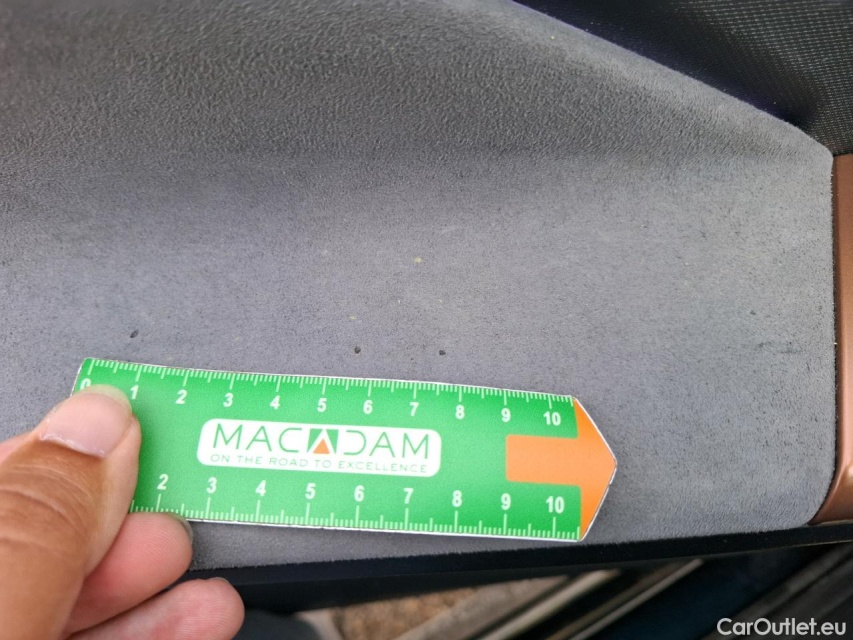 0 1 2 3 4 5 6 7 8 9 10
MACADAM
ON THE ROAD TO EXCELLENCE
2 3 4 5 6 7 8 9 10
CarOutlet.eu